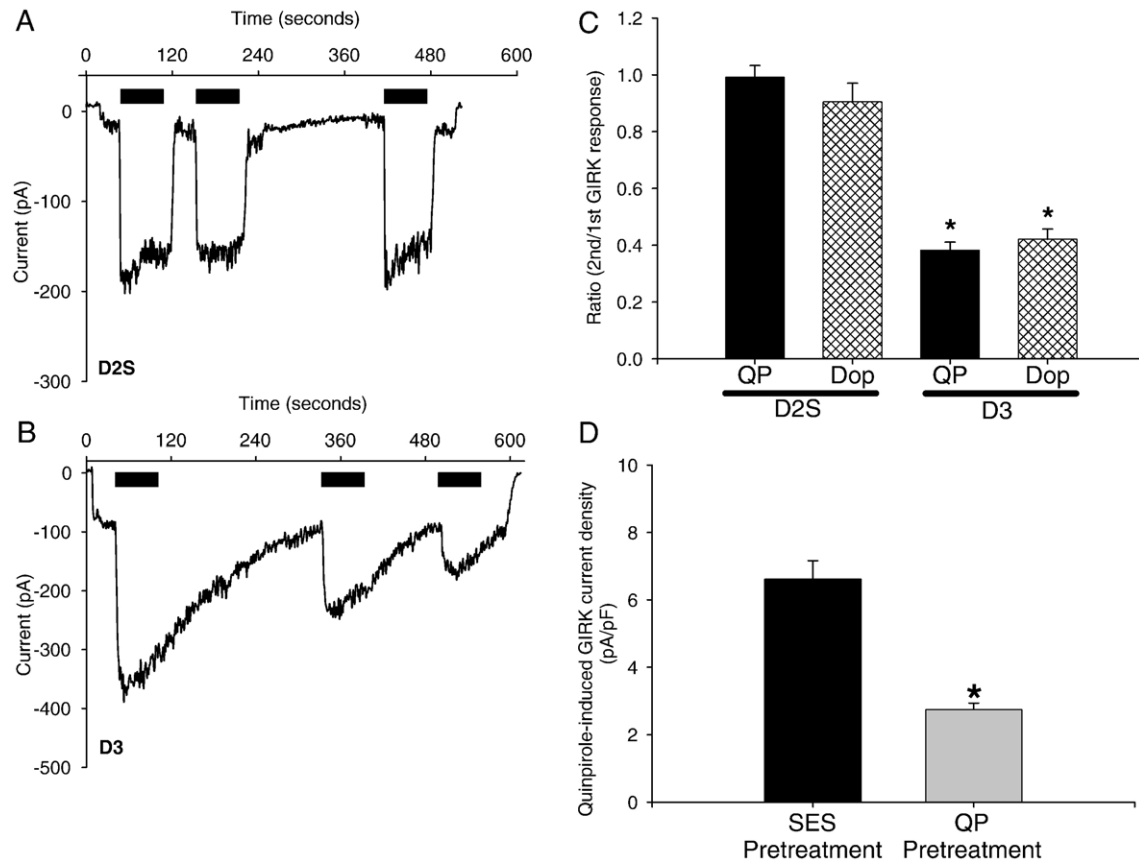 A
Time (seconds)
0 120 240 360 480 600
Current (pA)
0
-100
-200
-300
D2S
B
Time (seconds)
0 120 240 360 480 600
Current (pA)
0
-100
-200
-300
-400
-500
D3
C
Ratio (2nd/1st GIRK response)
1.2
1.0
0.8
0.6
0.4
0.2
0.0
* *
QP Dop QP Dop
D2S D3
D
Quinpirole-induced GIRK current density
(pA/pF)
10
8
6
4
2
0
*
SES QP
Pretreatment Pretreatment